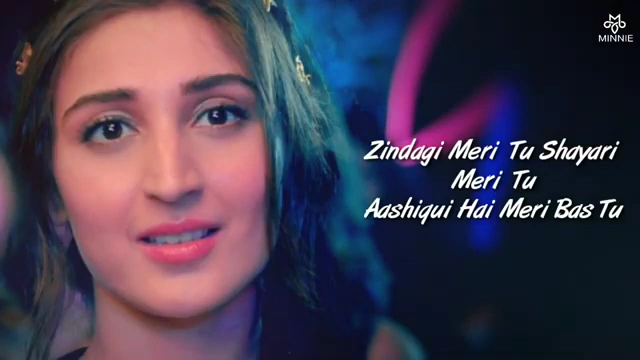 MINNIE
Zindagi Meri Tu Shayari
Meri Tu
Aashiqui Hai Meri Bas Tu